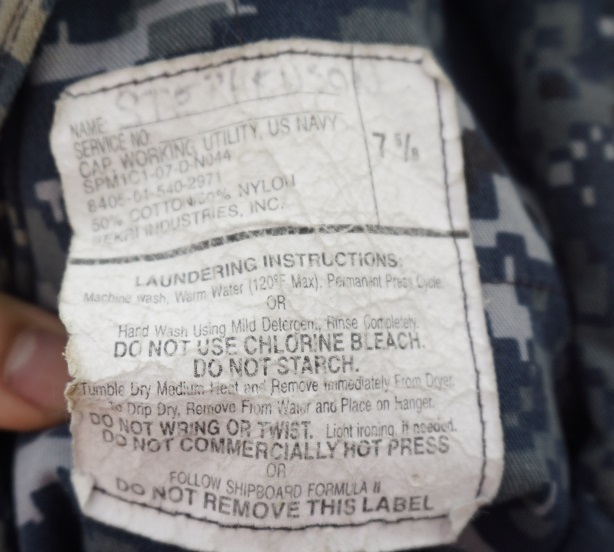 STEPHENSON
NAME:
SERVICE NO.
CAP, WORKING, UTILITY, US NAVY
SPM1C1-07-D-N044
8405-01-540-2971
50% COTTON/50% NYLON
INDUSTRIES, INC.
7 5/8
LAUNDERING INSTRUCTIONS:
Machine Wash, Warm Water (120°F Max), Permanent Press Cycle.
OR
Hand Wash Using Mild Detergent, Rinse Completely.
DO NOT USE CHLORINE BLEACH.
DO NOT STARCH.
Tumble Dry Medium Heat and Remove Immediately From Dryer.
To Drip Dry, Remove From Water and Place on Hanger.
DO NOT WRING OR TWIST. Light ironing, if needed.
DO NOT COMMERCIALLY HOT PRESS
OR
FOLLOW SHIPBOARD FORMULA II
DO NOT REMOVE THIS LABEL